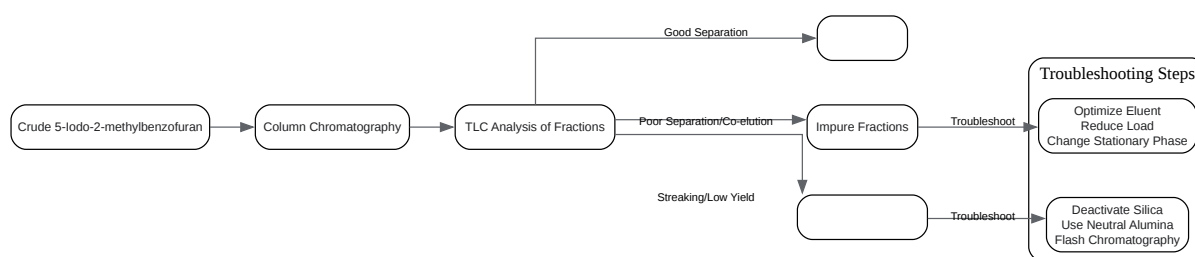 Good Separation
Troubleshooting Steps
Crude 5-Iodo-2-methylbenzofuran
Column Chromatography
TLC Analysis of Fractions
Poor Separation/Co-elution
Impure Fractions
Troubleshoot
Optimize Eluent
Reduce Load
Change Stationary Phase
Streaking/Low Yield
Troubleshoot
Deactivate Silica
Use Neutral Alumina
Flash Chromatography